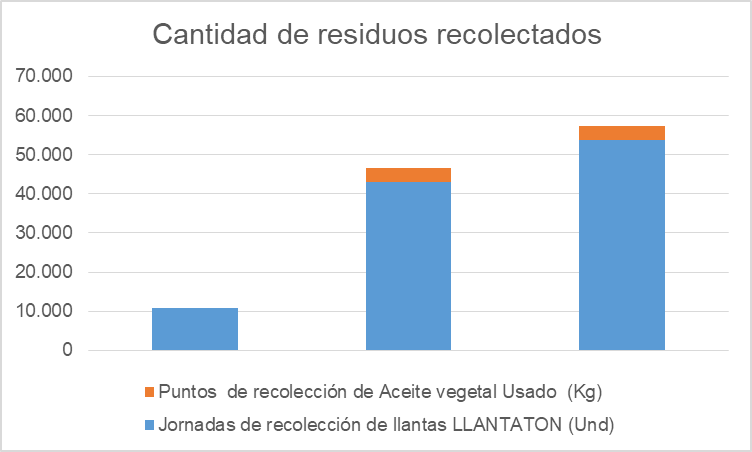 Cantidad de residuos recolectados
70.000
60.000
50.000
40.000
30.000
20.000
10.000
0
Puntos  de recolección de Aceite vegetal Usado  (Kg)
Jornadas de recolección de llantas LLANTATON (Und)